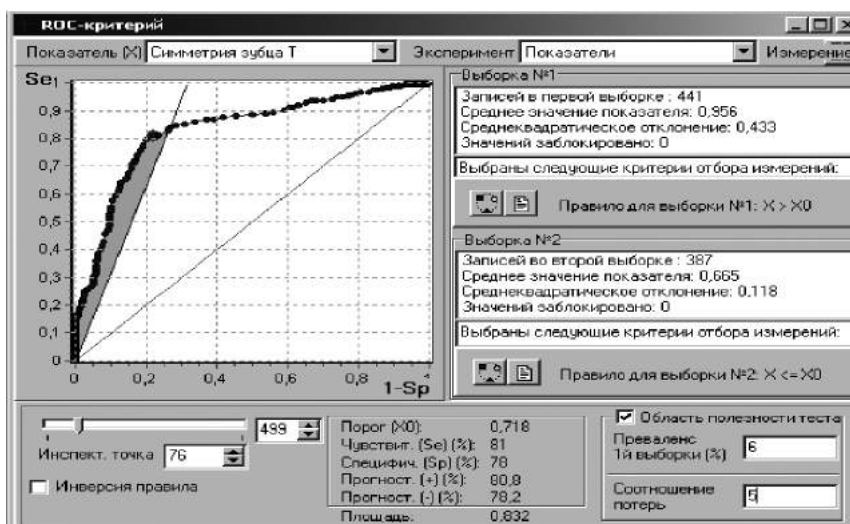 ROC-критерий
Показатель (X) Симметрия зубца T Эксперимент Показатели Измерение
Se 1
0,9
0,8
0,7
0,6
0,5
0,4
0,3
0,2
0,1
0
0 0,2 0,4 0,6 0,8 1
1-Sp
Выборка №1
Записей в первой выборке : 441
Среднее значение показателя: 0,956
Среднеквадратическое отклонение: 0,433
Значений заблокировано: 0
Выбраны следующие критерии отбора измерений:
Правило для выборки №1: X > X0
Выборка №2
Записей во второй выборке : 387
Среднее значение показателя: 0,665
Среднеквадратическое отклонение: 0,118
Значений заблокировано: 0
Выбраны следующие критерии отбора измерений:
Правило для выборки №2: X <= X0
499
Инспект. точка 76
Инверсия правила
Порог (X0): 0,718
Чувствит. (Se) (%): 81
Специфич. (Sp) (%): 78
Прогност. (+) (%): 80,8
Прогност. (-) (%): 78,2
Площадь: 0,832
Область полезности теста
Преваленс
1й выборки (%) 6
Соотношение
потерь 5